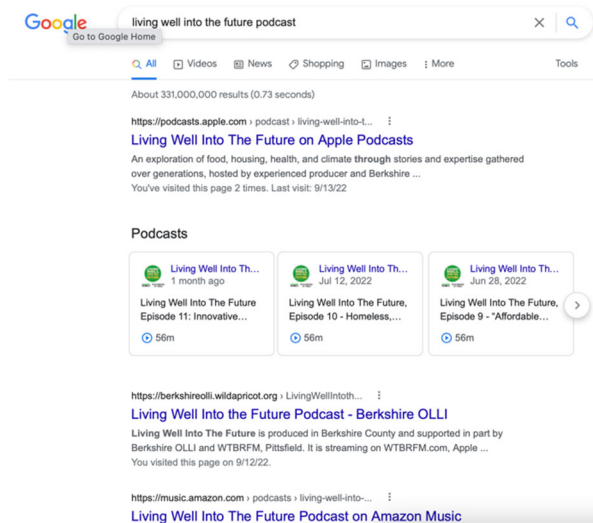 Google
living well into the future podcast
Go to Google Home
All Videos News Shopping Images More Tools
About 331,000,000 results (0.73 seconds)
https://podcasts.apple.com › podcast › living-well-into-t...
Living Well Into The Future on Apple Podcasts
An exploration of food, housing, health, and climate through stories and expertise gathered
over generations, hosted by experienced producer and Berkshire ...
You've visited this page 2 times. Last visit: 9/13/22
Podcasts
Living Well Into Th...
1 month ago
Living Well Into The Future
Episode 11: Innovative...
56m
Living Well Into Th...
Jul 12, 2022
Living Well Into The Future,
Episode 10 - Homeless,...
56m
Living Well Into Th...
Jun 28, 2022
Living Well Into The Future,
Episode 9 - "Affordable...
56m
https://berkshireolli.wildapricot.org › LivingWellIntoth...
Living Well Into the Future Podcast - Berkshire OLLI
Living Well Into The Future is produced in Berkshire County and supported in part by
Berkshire OLLI and WTBRFM, Pittsfield. It is streaming on WTBRFM.com, Apple ...
You visited this page on 9/12/22.
https://music.amazon.com › podcasts › living-well-into-...
Living Well Into The Future Podcast on Amazon Music